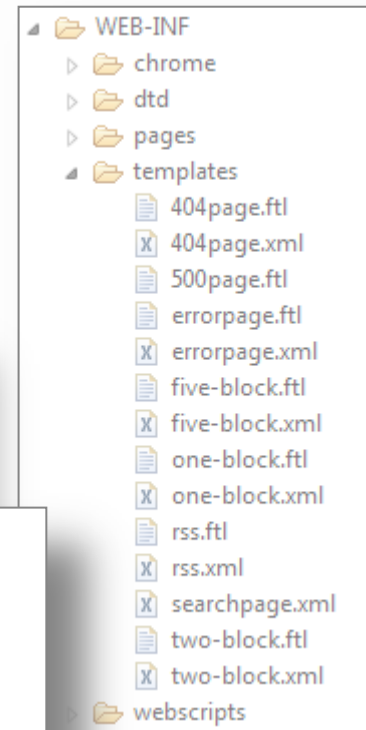 WEB-INF
chrome
dtd
pages
templates
404page.ftl
404page.xml
500page.ftl
errorpage.ftl
errorpage.xml
five-block.ftl
five-block.xml
one-block.ftl
one-block.xml
rss.ftl
rss.xml
searchpage.xml
two-block.ftl
two-block.xml
webscripts